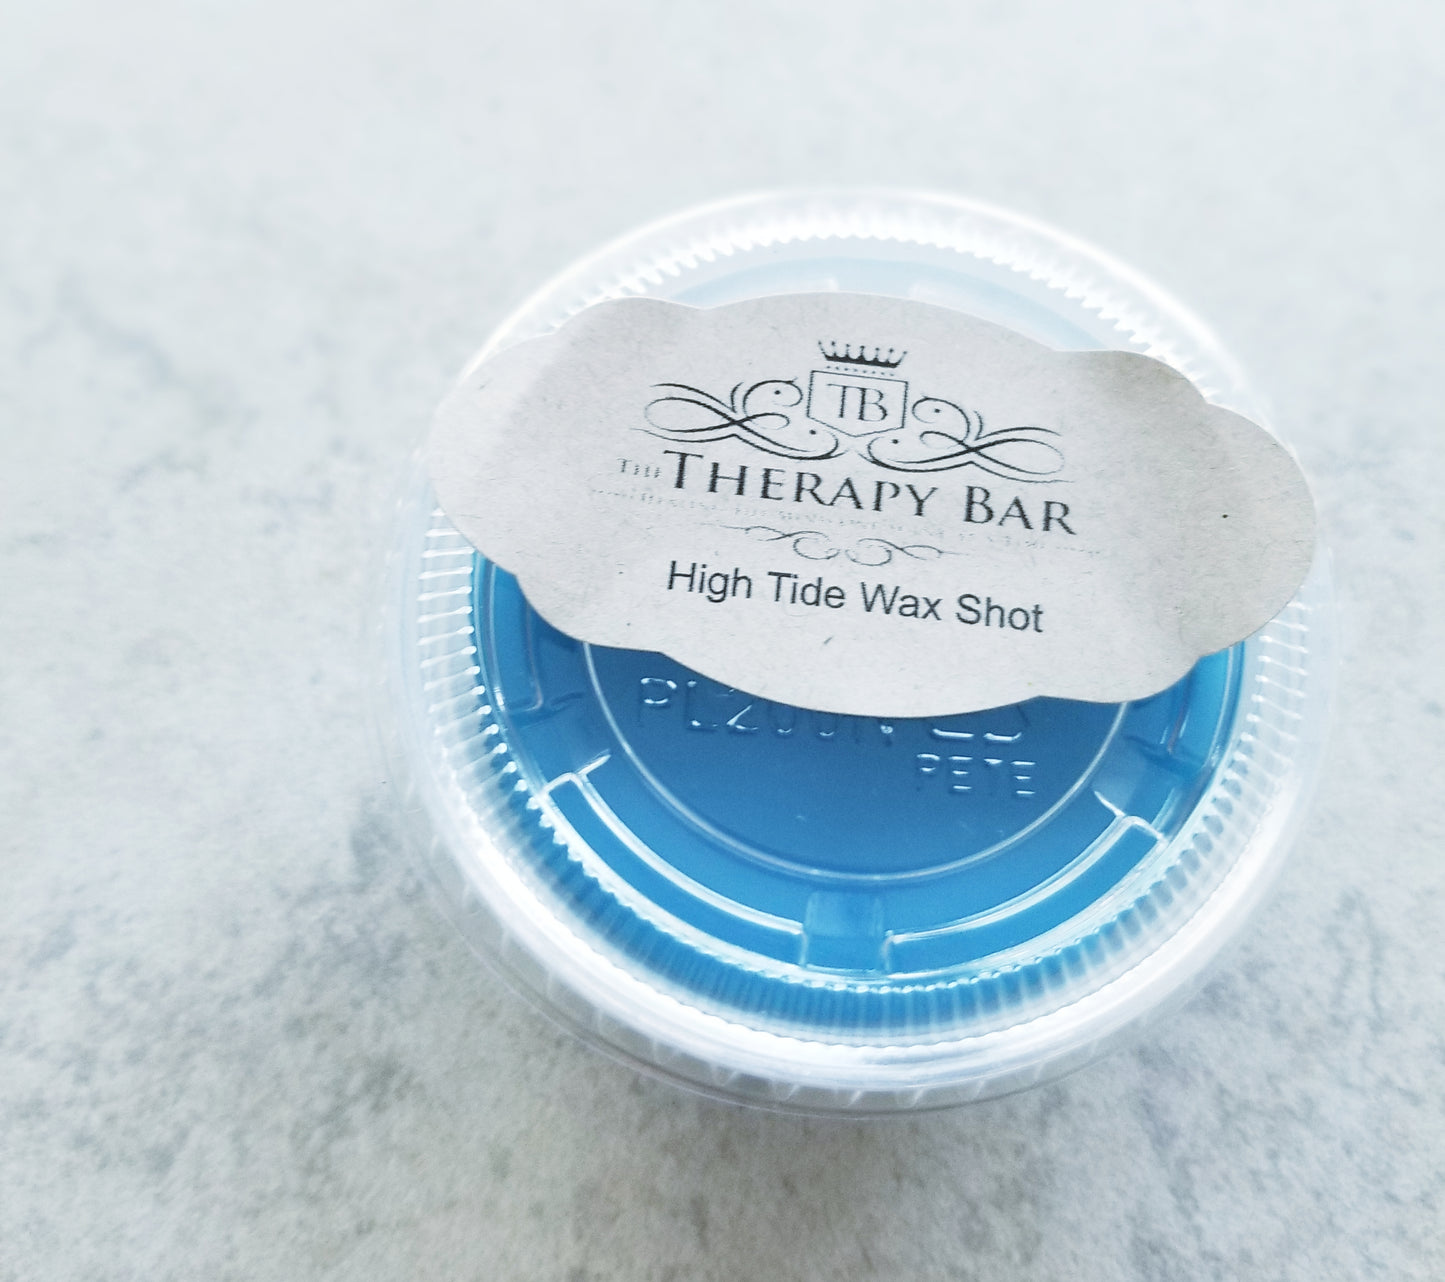 TB
THE THERAPY BAR
High Tide Wax Shot
PETE